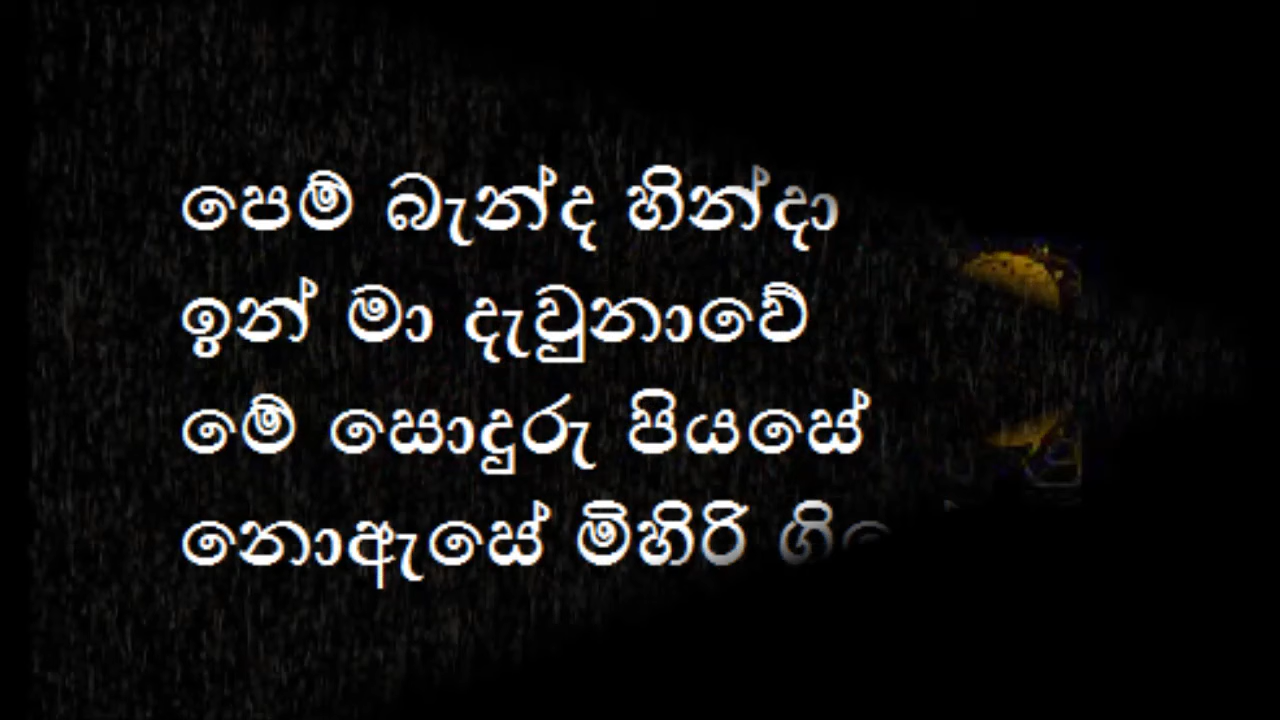 පෙම් බැන්ද හින්දා
ඉන් මා දැවුනාවේ
මේ සොදුරු පියසේ
නොඇසේ මිහිරි